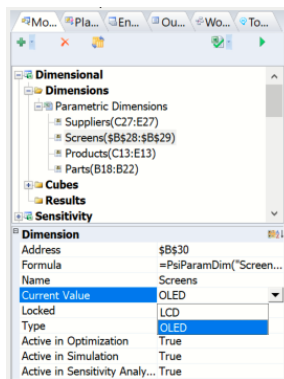 Mo... Pla... En... Ou... Wo... To...
Dimensional
Dimensions
Parametric Dimensions
Suppliers(C27:E27)
Screens($B$28:$B$29)
Products(C13:E13)
Parts(B18:B22)
Cubes
Results
Sensitivity
Dimension
Address $B$30
Formula =PsiParamDim("Screen...
Name Screens
Current Value OLED
Locked LCD
Type OLED
Active in Optimization True
Active in Simulation True
Active in Sensitivity Analy... True